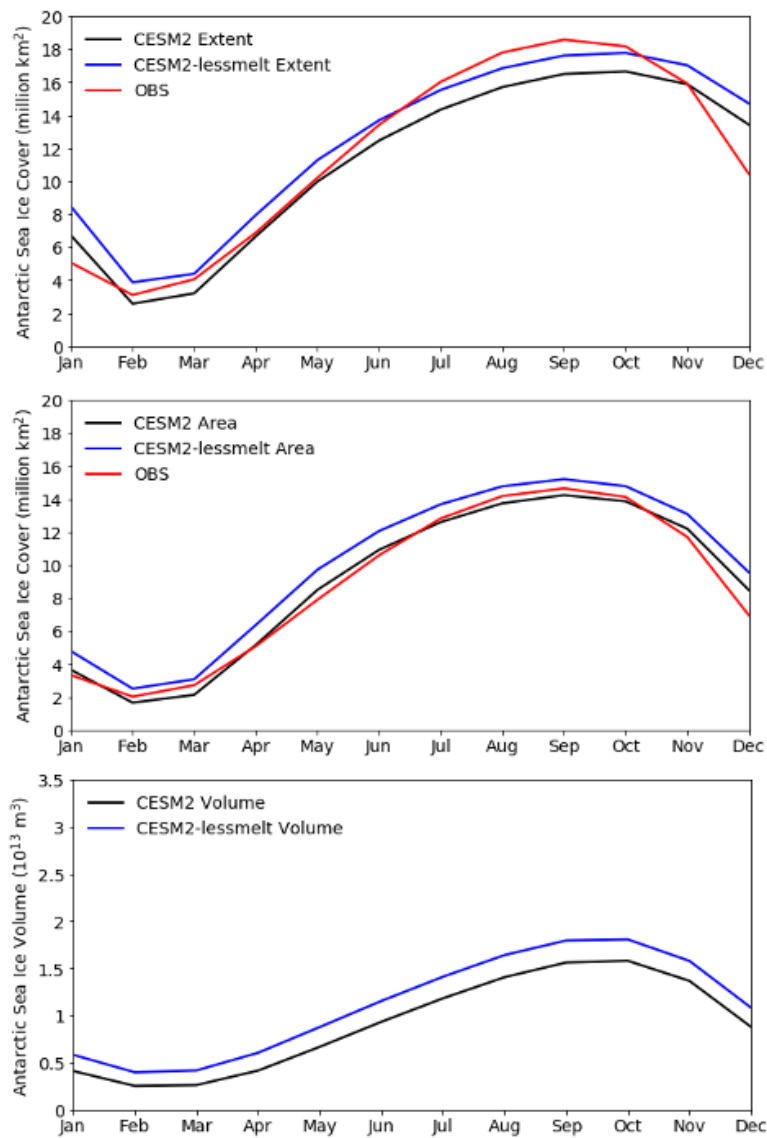 20
18
16
14
12
10
8
6
4
2
0
Antarctic Sea Ice Cover (million km²)
CESM2 Extent
CESM2-lessmelt Extent
OBS
Jan Feb Mar Apr May Jun Jul Aug Sep Oct Nov Dec
20
18
16
14
12
10
8
6
4
2
0
Antarctic Sea Ice Cover (million km²)
CESM2 Area
CESM2-lessmelt Area
OBS
Jan Feb Mar Apr May Jun Jul Aug Sep Oct Nov Dec
3.5
3
2.5
2
1.5
1
0.5
0
Antarctic Sea Ice Volume (10¹³ m³)
CESM2 Volume
CESM2-lessmelt Volume
Jan Feb Mar Apr May Jun Jul Aug Sep Oct Nov Dec